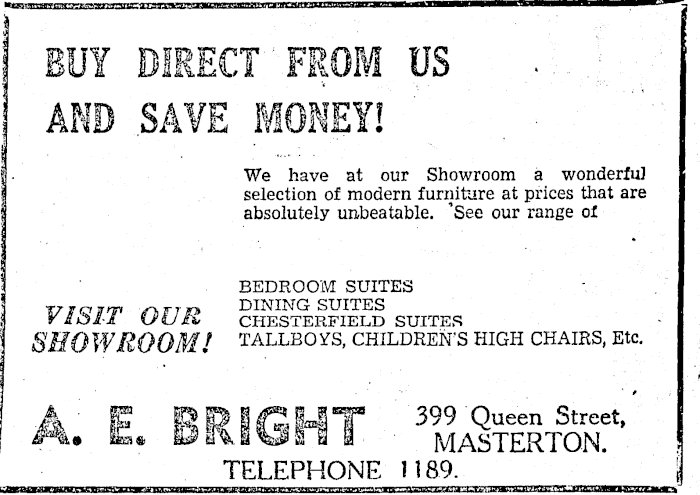 BUY DIRECT FROM US
AND SAVE MONEY!
We have at our Showroom a wonderful
selection of modern furniture at prices that are
absolutely unbeatable. See our range of
VISIT OUR
SHOWROOM!
BEDROOM SUITES
DINING SUITES
CHESTERFIELD SUITES
TALLBOYS, CHILDREN'S HIGH CHAIRS, Etc.
A. E. BRIGHT
399 Queen Street,
MASTERTON.
TELEPHONE 1189.